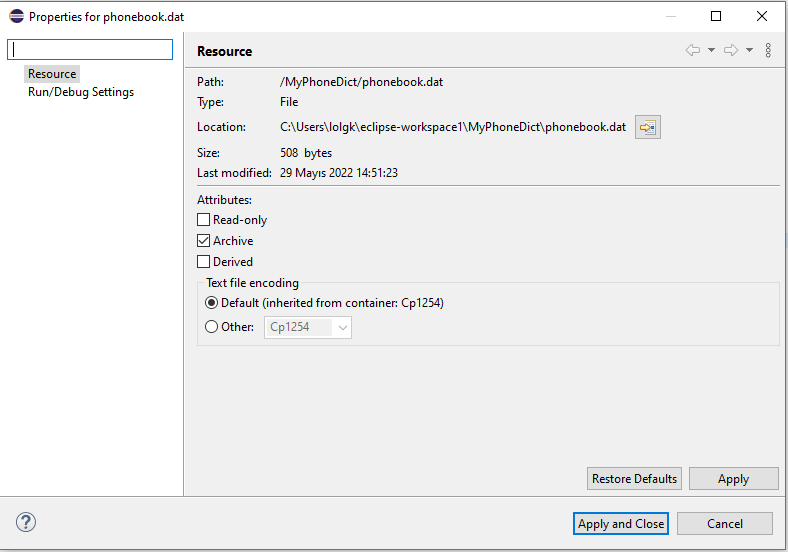 Properties for phonebook.dat
Resource
Run/Debug Settings
Resource
Path: /MyPhoneDict/phonebook.dat
Type: File
Location: C:\Users\lolgk\eclipse-workspace1\MyPhoneDict\phonebook.dat
Size: 508 bytes
Last modified: 29 Mayıs 2022 14:51:23
Attributes:
Read-only
Archive
Derived
Text file encoding
Default (inherited from container: Cp1254)
Other: Cp1254
Restore Defaults Apply
? Apply and Close Cancel